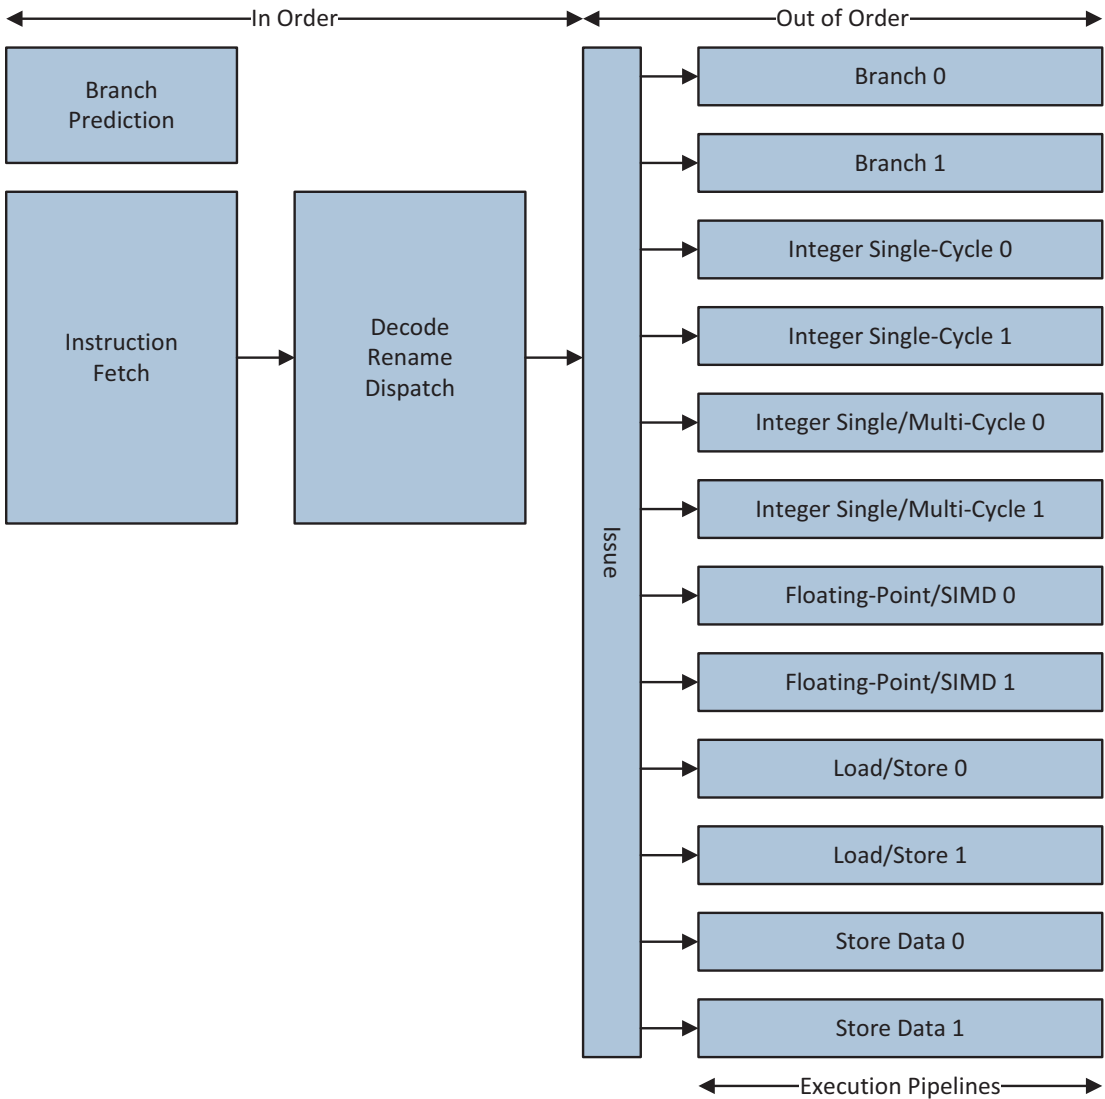 In Order
Out of Order
Branch
Prediction
Instruction
Fetch
Decode
Rename
Dispatch
Issue
Branch 0
Branch 1
Integer Single-Cycle 0
Integer Single-Cycle 1
Integer Single/Multi-Cycle 0
Integer Single/Multi-Cycle 1
Floating-Point/SIMD 0
Floating-Point/SIMD 1
Load/Store 0
Load/Store 1
Store Data 0
Store Data 1
Execution Pipelines